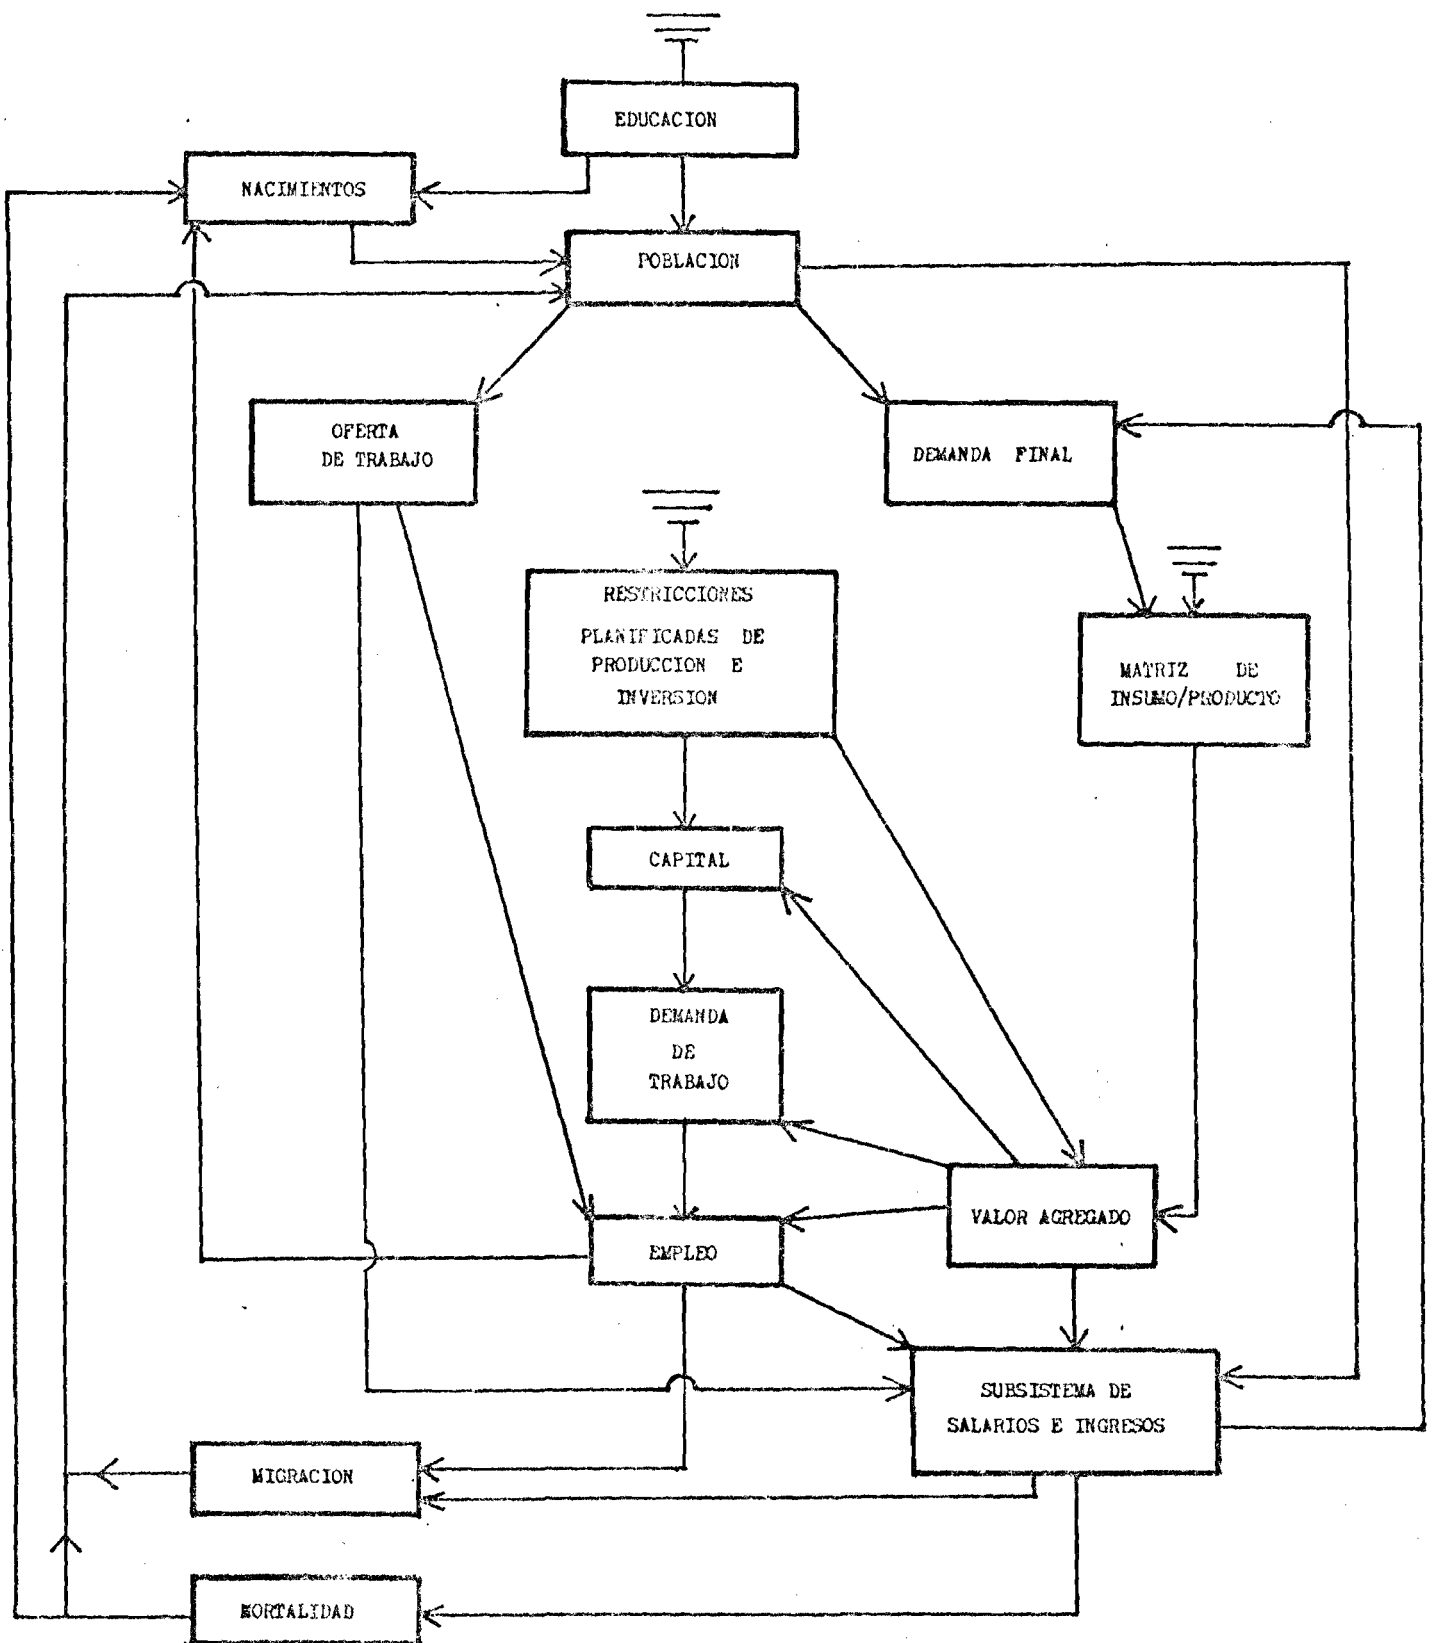 EDUCACION
NACIMIENTOS
POBLACION
OFERTA
DE TRABAJO
DEMANDA FINAL
RESTRICCIONES
PLANIFICADAS DE
PRODUCCION E
INVERSION
MATRIZ DE
INSUMO/PRODUCTO
CAPITAL
DEMANDA
DE
TRABAJO
VALOR AGREGADO
EMPLEO
SUBSISTEMA DE
SALARIOS E INGRESOS
MIGRACION
MORTALIDAD